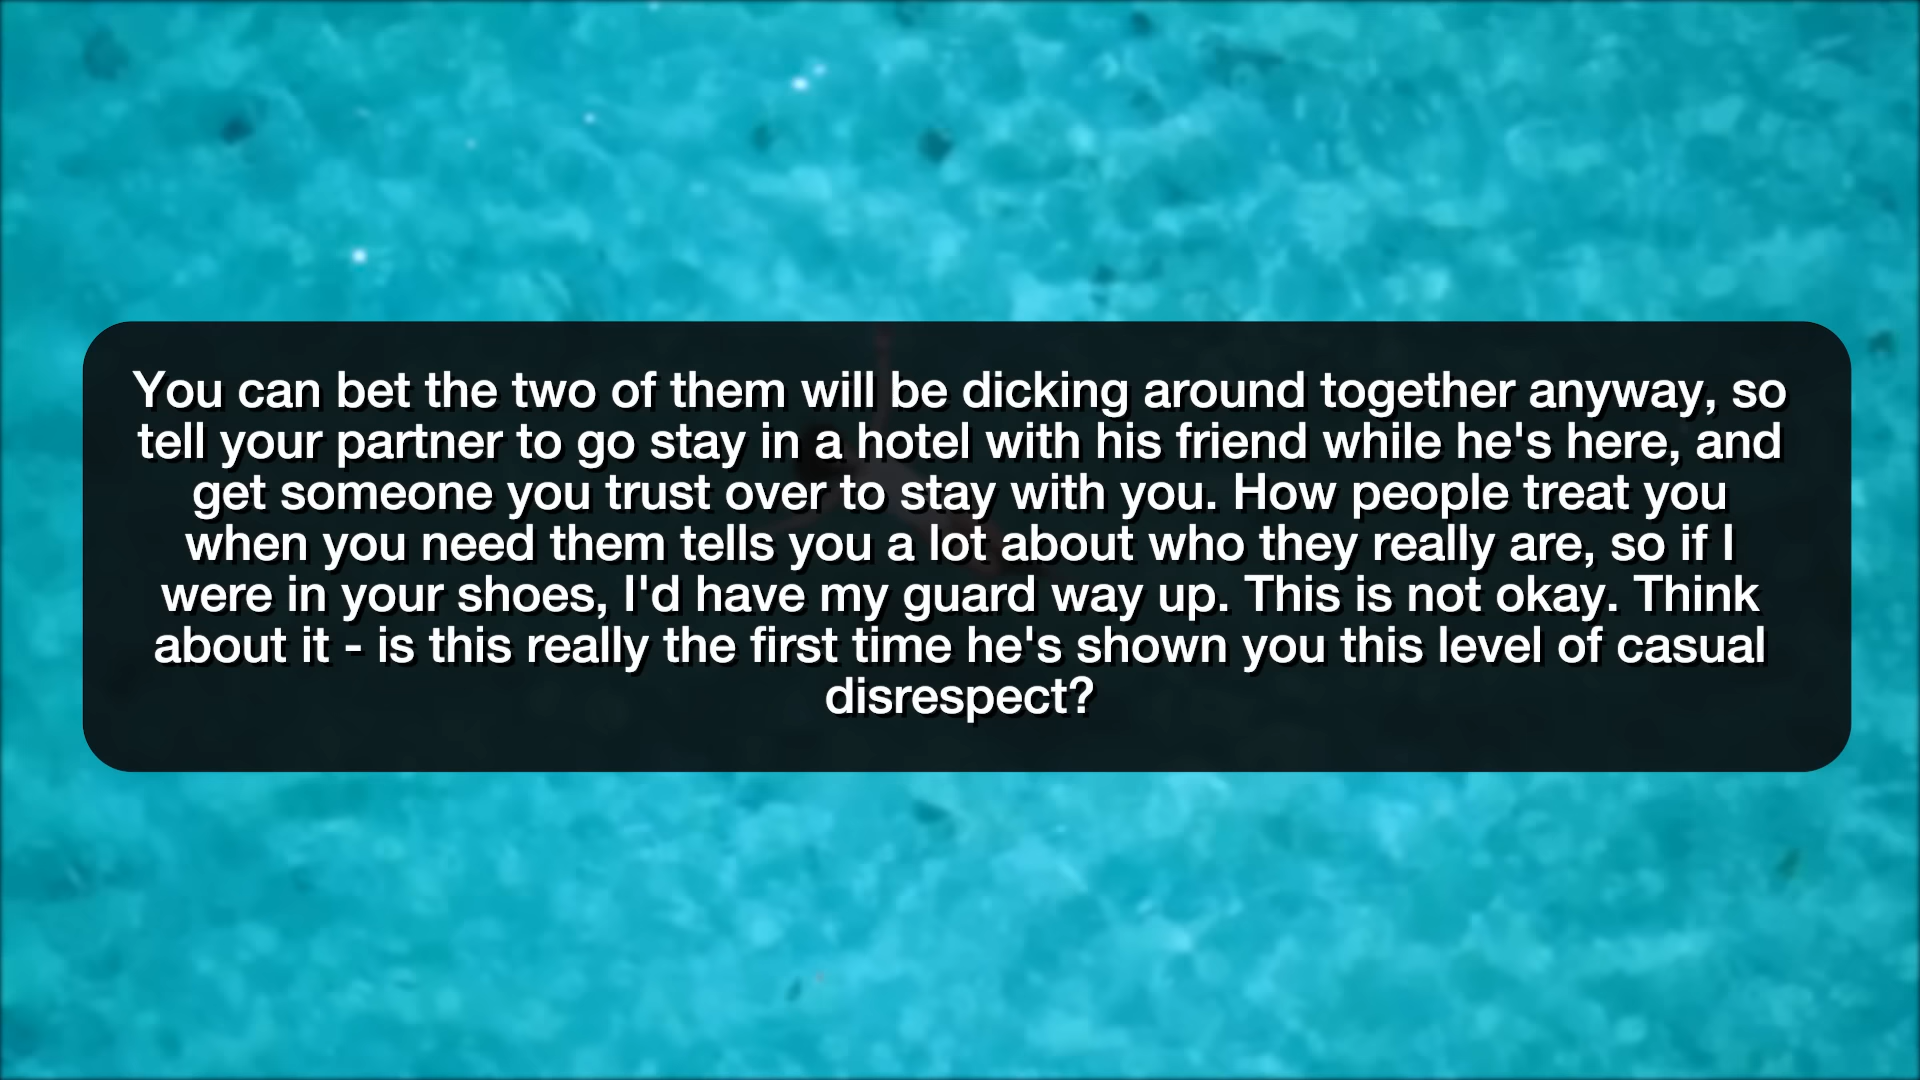 You can bet the two of them will be dicking around together anyway, so
tell your partner to go stay in a hotel with his friend while he's here, and
get someone you trust over to stay with you. How people treat you
when you need them tells you a lot about who they really are, so if I
were in your shoes, I'd have my guard way up. This is not okay. Think
about it - is this really the first time he's shown you this level of casual
disrespect?